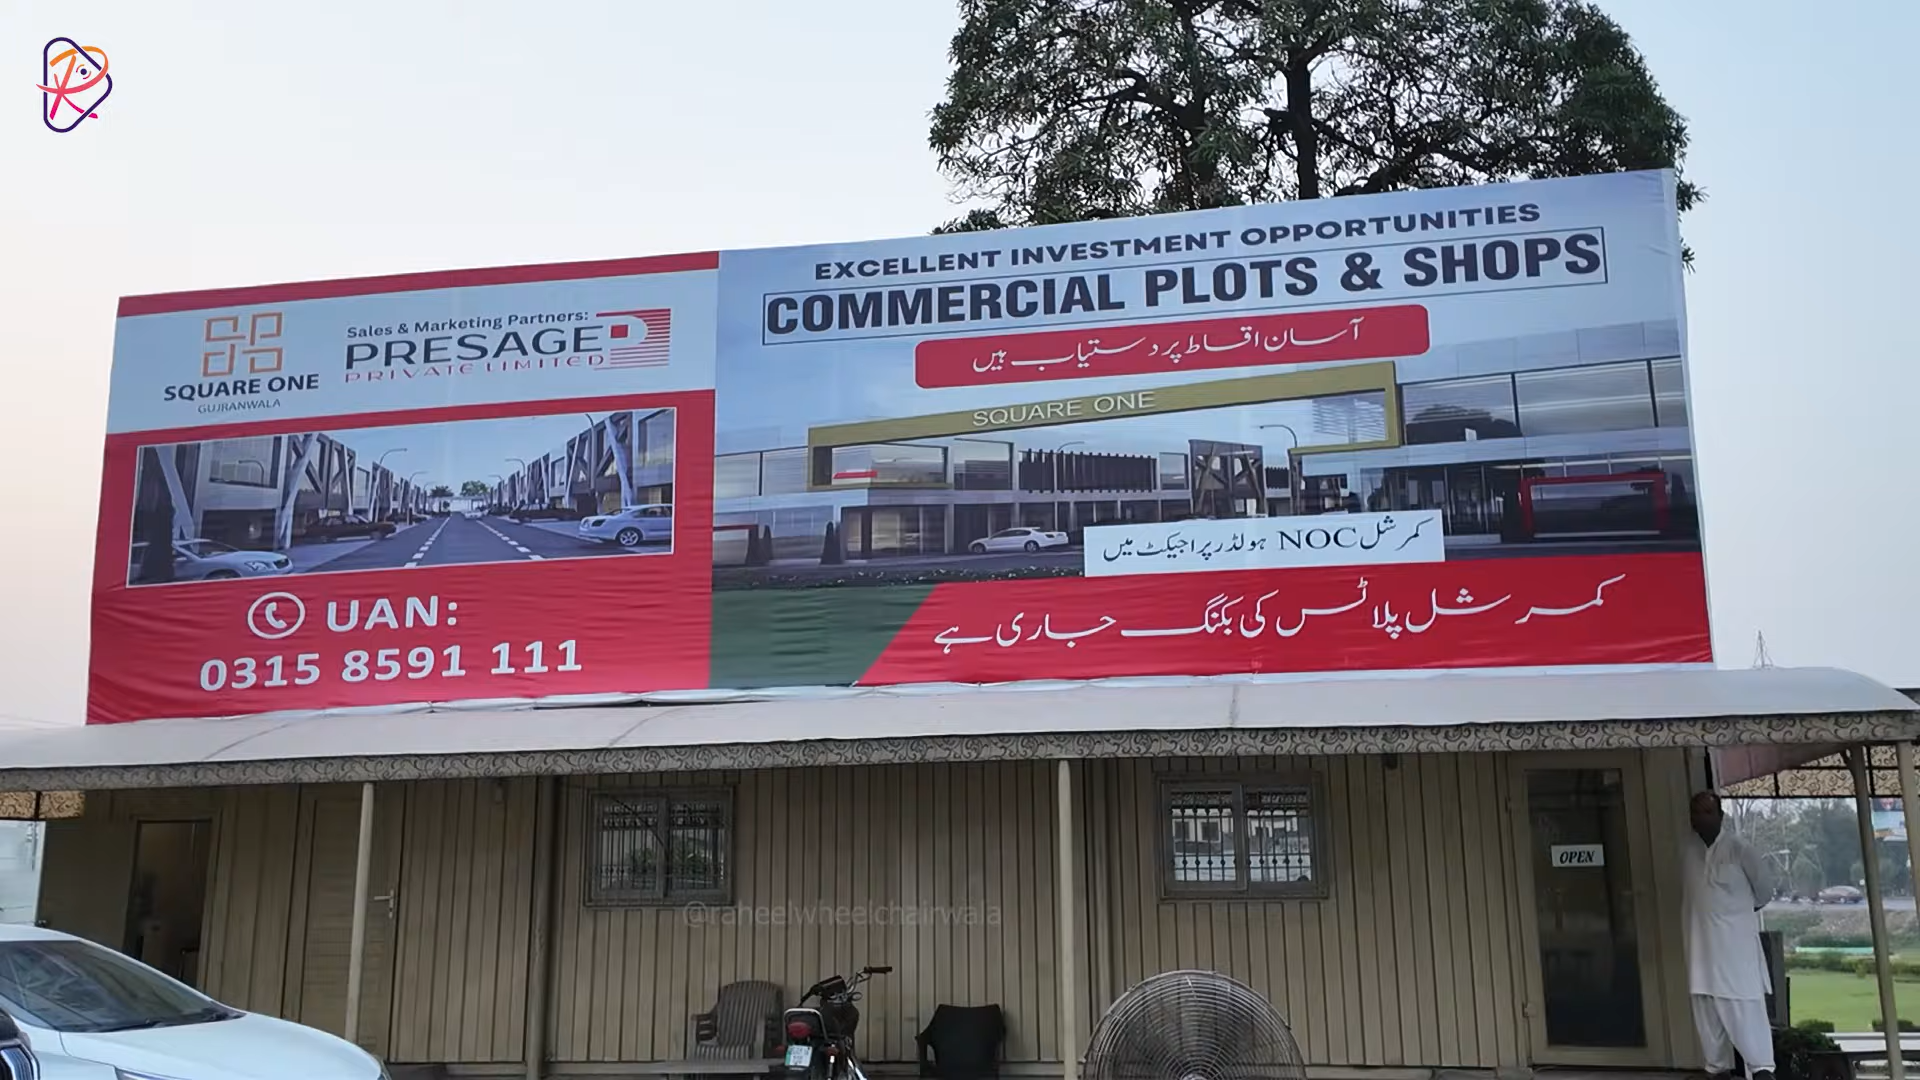 EXCELLENT INVESTMENT OPPORTUNITIES
COMMERCIAL PLOTS & SHOPS
آسان اقساط پر دستیاب ہیں
SQUARE ONE
GUJRANWALA
Sales & Marketing Partners:
PRESAGE
PRIVATE LIMITED
SQUARE ONE
کمرشل NOC ہولڈر پراجیکٹ میں
کمرشل پلاٹس کی بکنگ جاری ہے
UAN:
0315 8591 111
OPEN
@raheelwheelchairwala